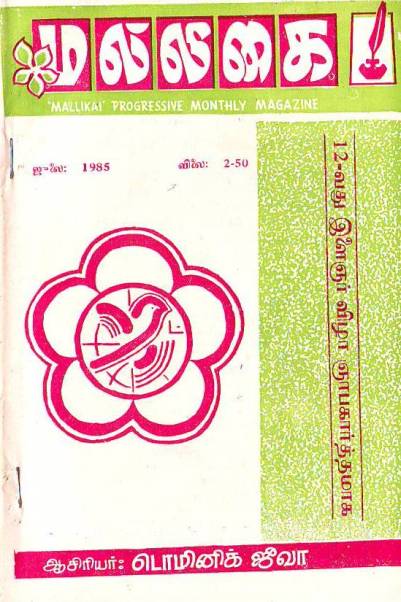 மல்லிகை
'MALLIKAI' PROGRESSIVE MONTHLY MAGAZINE
ஜுலை: 1985 விலை: 2-50
12-வது இளைஞர் விழா ஞாபகார்த்தமாக
ஆசிரியர்: டொமினிக் ஜீவா